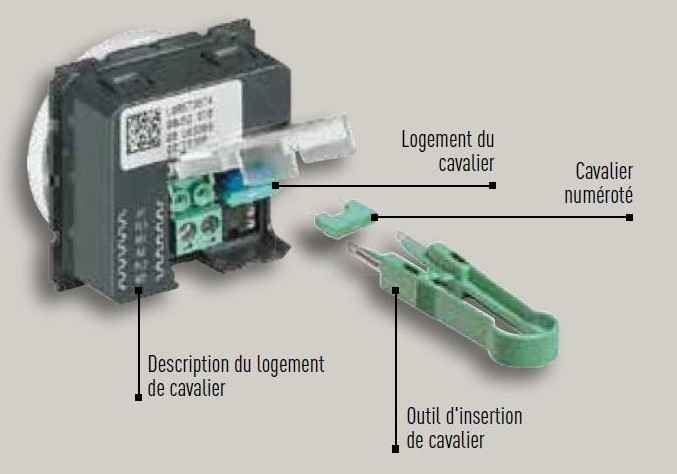 Logement du
cavalier
Cavalier
numéroté
Description du logement
de cavalier
Outil d'insertion
de cavalier